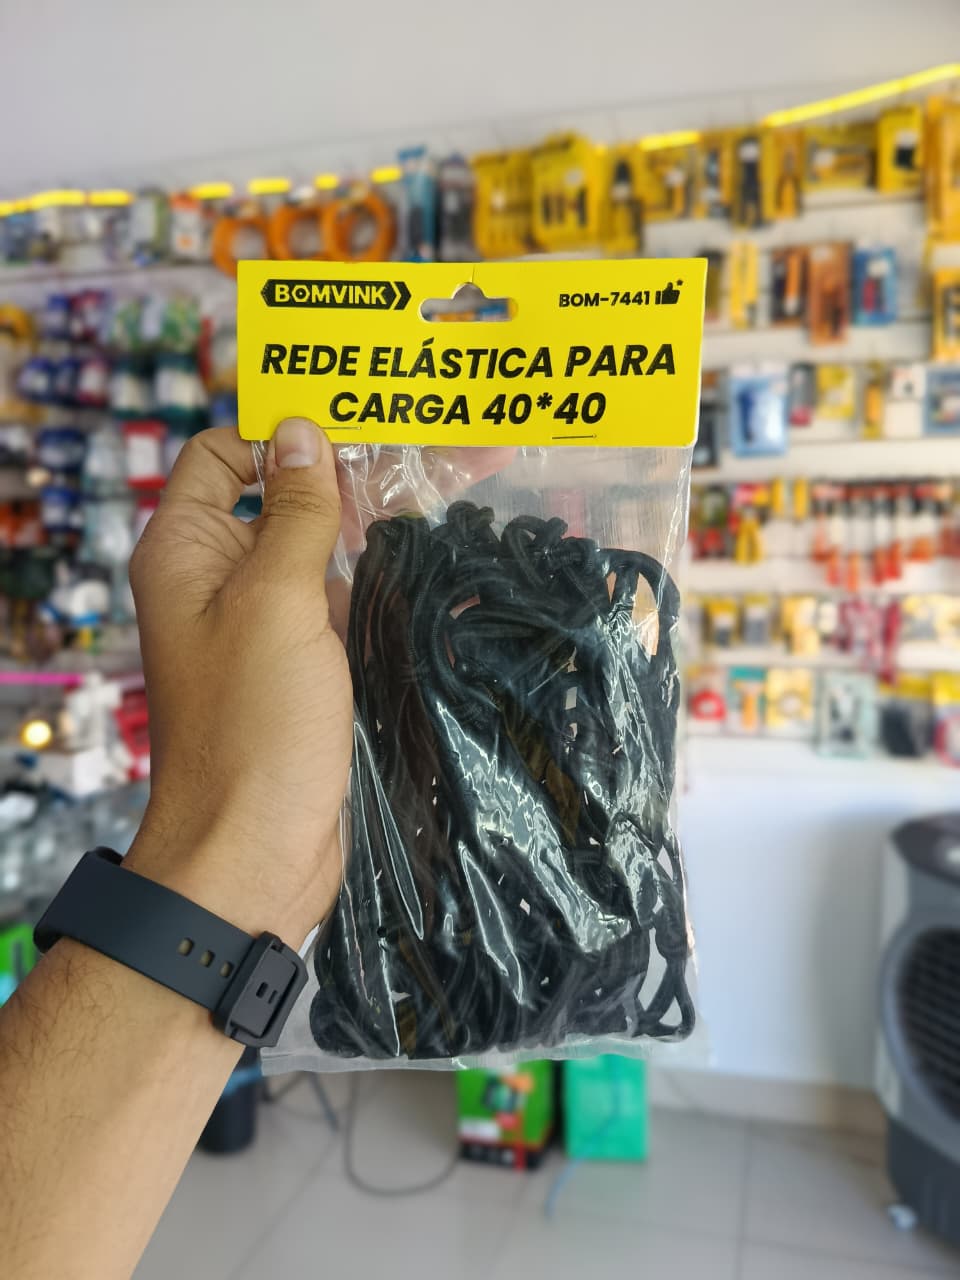 BOMVINK
BOM-7441
REDE ELÁSTICA PARA
CARGA 40*40